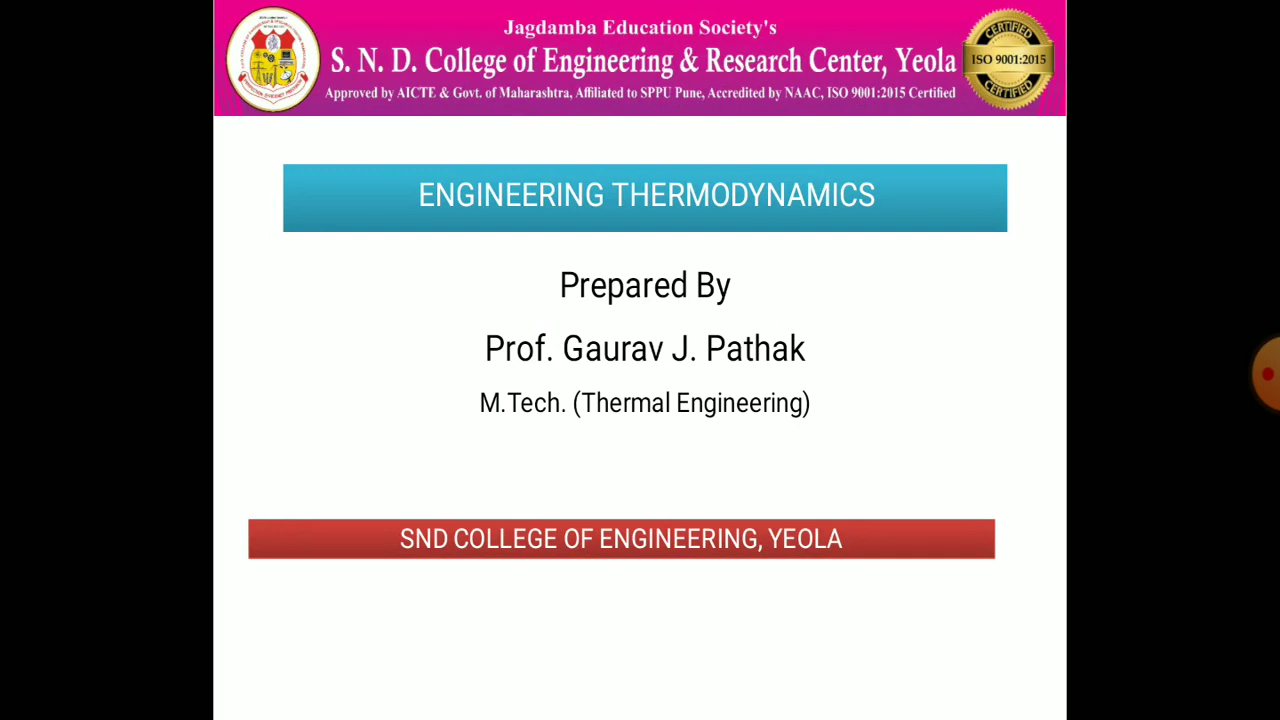 Jagdamba Education Society's
S. N. D. College of Engineering & Research Center, Yeola
Approved by AICTE & Govt. of Maharashtra, Affiliated to SPPU Pune, Accredited by NAAC, ISO 9001:2015 Certified
CERTIFIED
ISO 9001:2015
CERTIFIED
ENGINEERING THERMODYNAMICS
Prepared By
Prof. Gaurav J. Pathak
M.Tech. (Thermal Engineering)
SND COLLEGE OF ENGINEERING, YEOLA